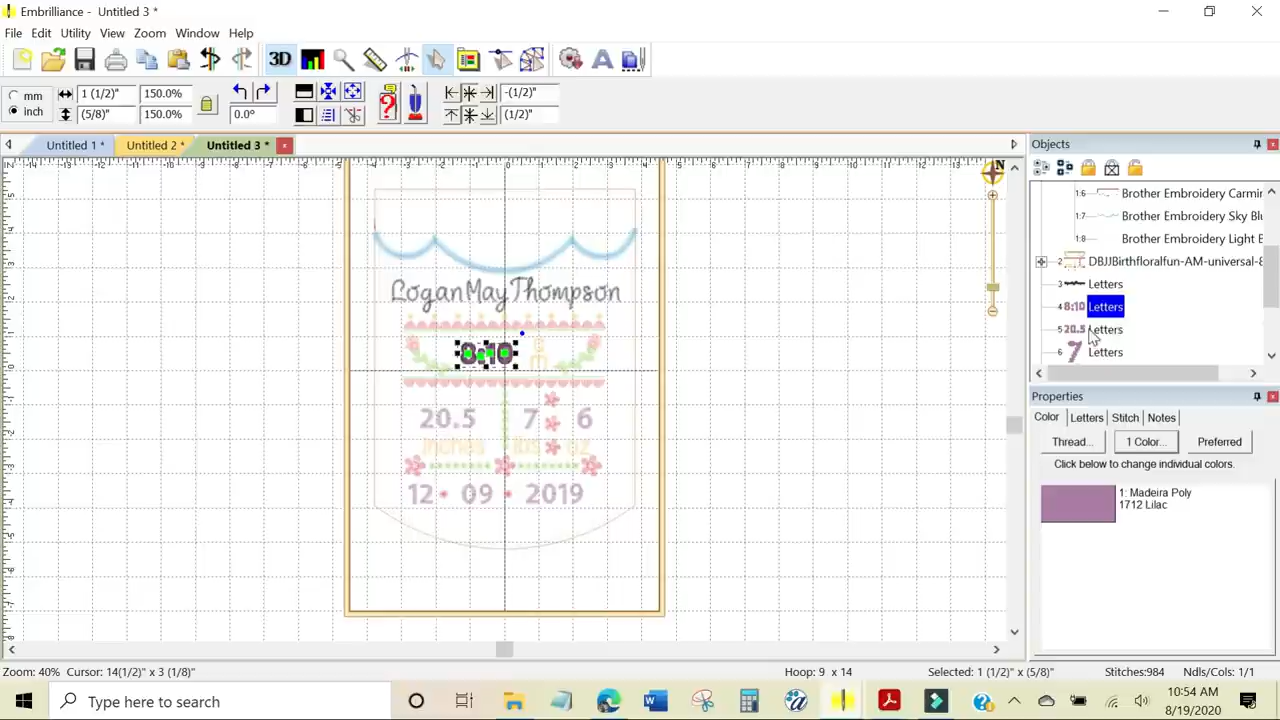 Embrilliance - Untitled 3 *
File Edit Utility View Zoom Window Help
3D
mm
inch
1 (1/2)" 150.0%
(5/8)" 150.0%
0.0°
-(1/2)"
(1/2)"
Untitled 1 * Untitled 2 * Untitled 3 *
Objects
1:6 Brother Embroidery Carmin
1:7 Brother Embroidery Sky Blu
1:8 Brother Embroidery Light B
2 DBJJBirthfloralfun-AM-universal-8
3 Letters
4 8:10 Letters
5 20.5 Letters
6 7 Letters
LoganMayThompson
8:10
20.5 7 6
inches lbs oz
12 09 2019
Properties
Color Letters Stitch Notes
Thread... 1 Color... Preferred
Click below to change individual colors.
1: Madeira Poly
1712 Lilac
Zoom: 40% Cursor: 14(1/2)" x 3 (1/8)" Hoop: 9 x 14 Selected: 1 (1/2)" x (5/8)" Stitches:984 Ndls/Cols: 1/1
Type here to search
10:54 AM
8/19/2020